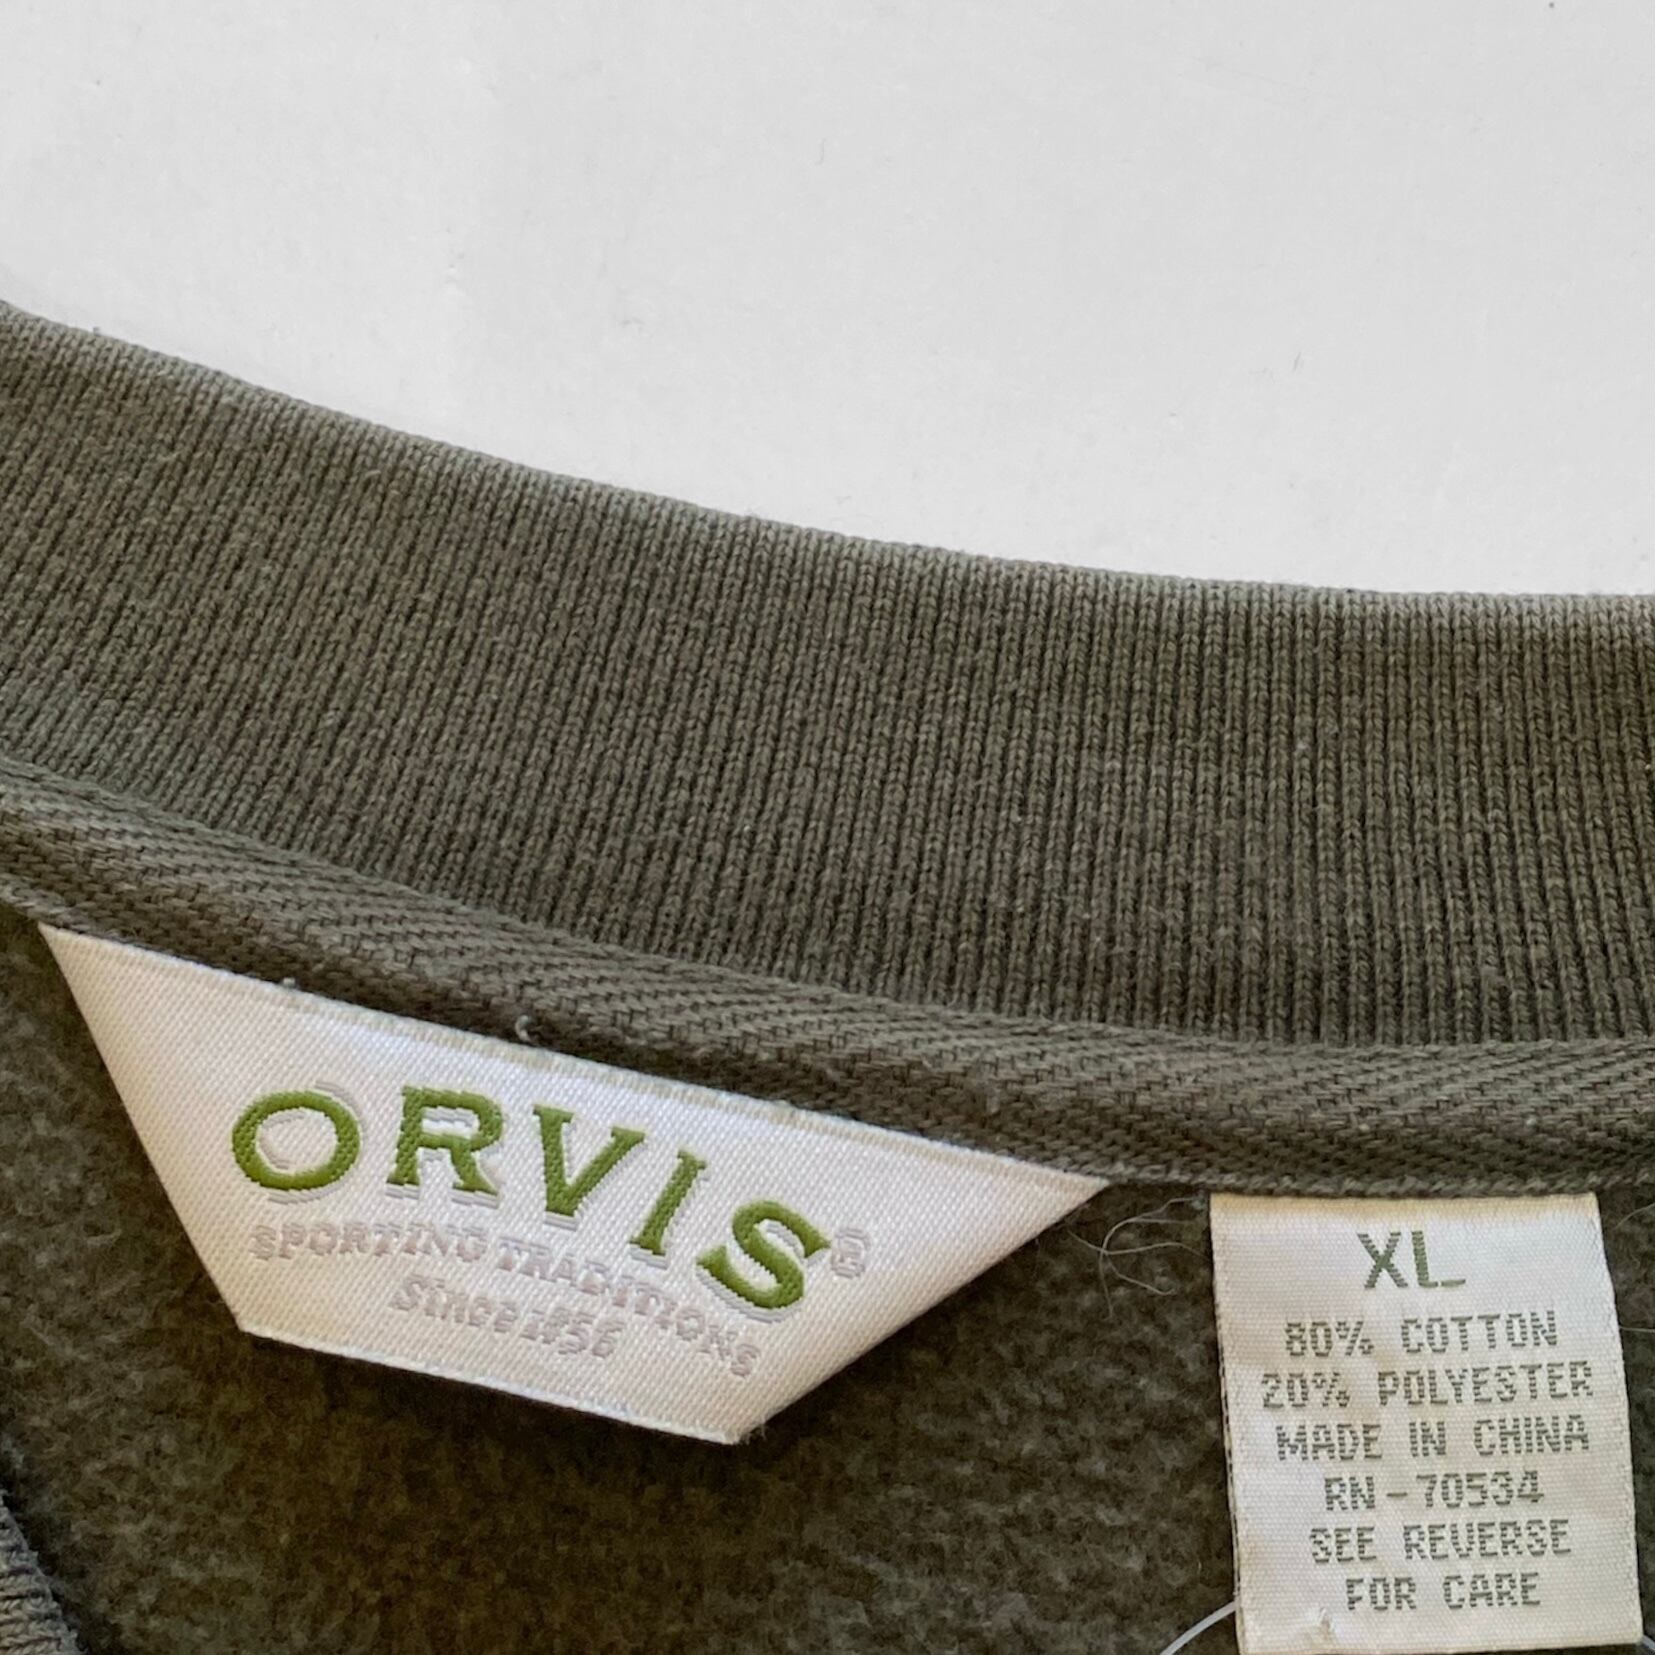 ORVIS®
SPORTING TRADITIONS
Since 1856
XL
80% COTTON
20% POLYESTER
MADE IN CHINA
RN-70534
SEE REVERSE
FOR CARE